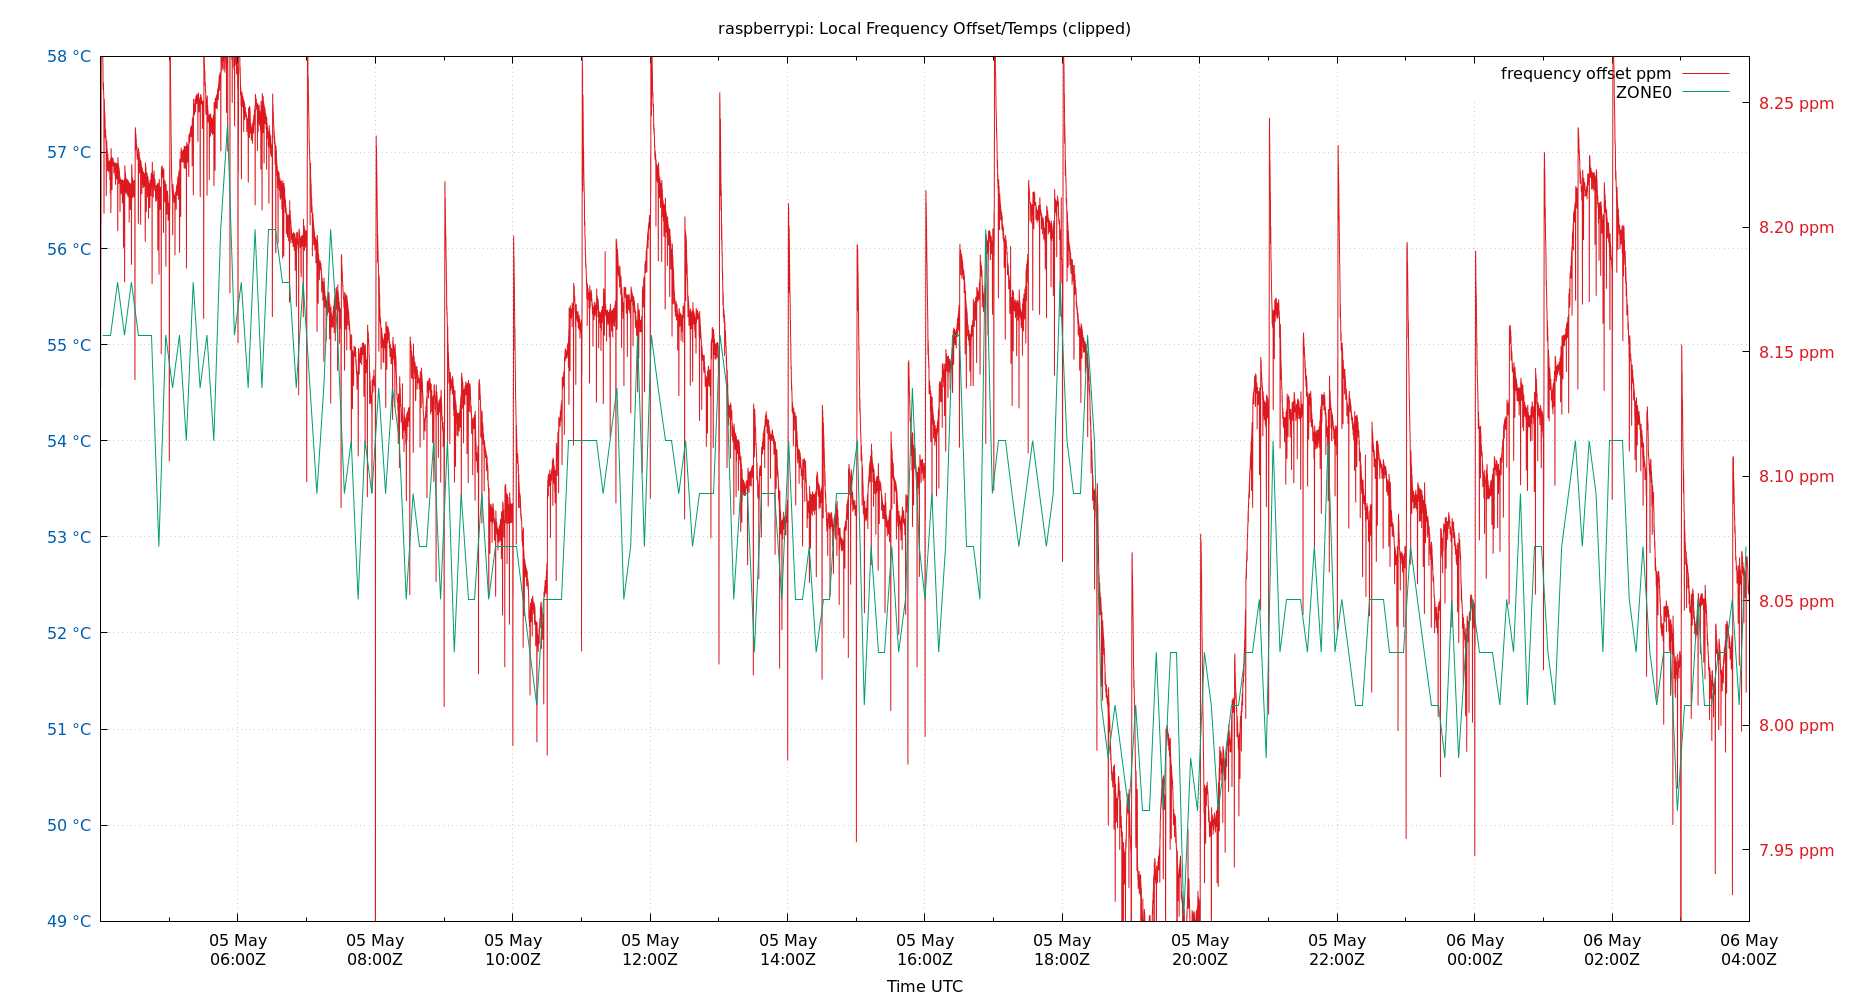 raspberrypi: Local Frequency Offset/Temps (clipped)
frequency offset ppm
ZONE0
58 °C
57 °C
56 °C
55 °C
54 °C
53 °C
52 °C
51 °C
50 °C
49 °C
8.25 ppm
8.20 ppm
8.15 ppm
8.10 ppm
8.05 ppm
8.00 ppm
7.95 ppm
05 May
06:00Z
05 May
08:00Z
05 May
10:00Z
05 May
12:00Z
05 May
14:00Z
05 May
16:00Z
05 May
18:00Z
05 May
20:00Z
05 May
22:00Z
06 May
00:00Z
06 May
02:00Z
06 May
04:00Z
Time UTC